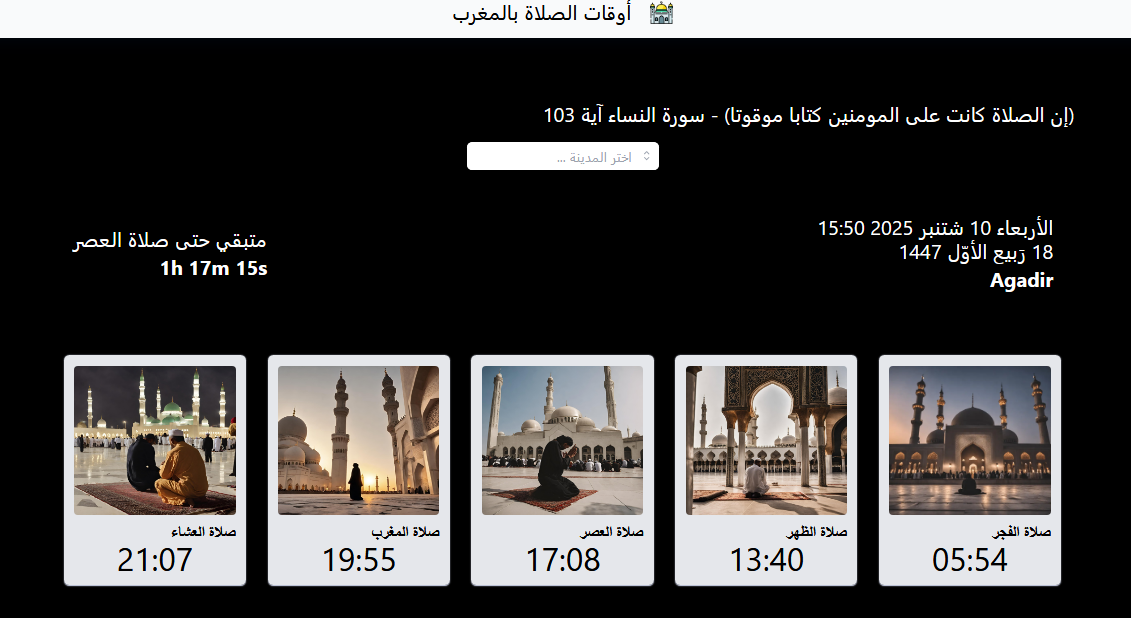 أوقات الصلاة بالمغرب
(إن الصلاة كانت على المومنين كتابا موقوتا) - سورة النساء آية 103
اختر المدينة ...
الأربعاء 10 شتنبر 2025 15:50
18 رَبيع الأوّل 1447
Agadir
متبقي حتى صلاة العصر
1h 17m 15s
صلاة الفجر
05:54
صلاة الظهر
13:40
صلاة العصر
17:08
صلاة المغرب
19:55
صلاة العشاء
21:07